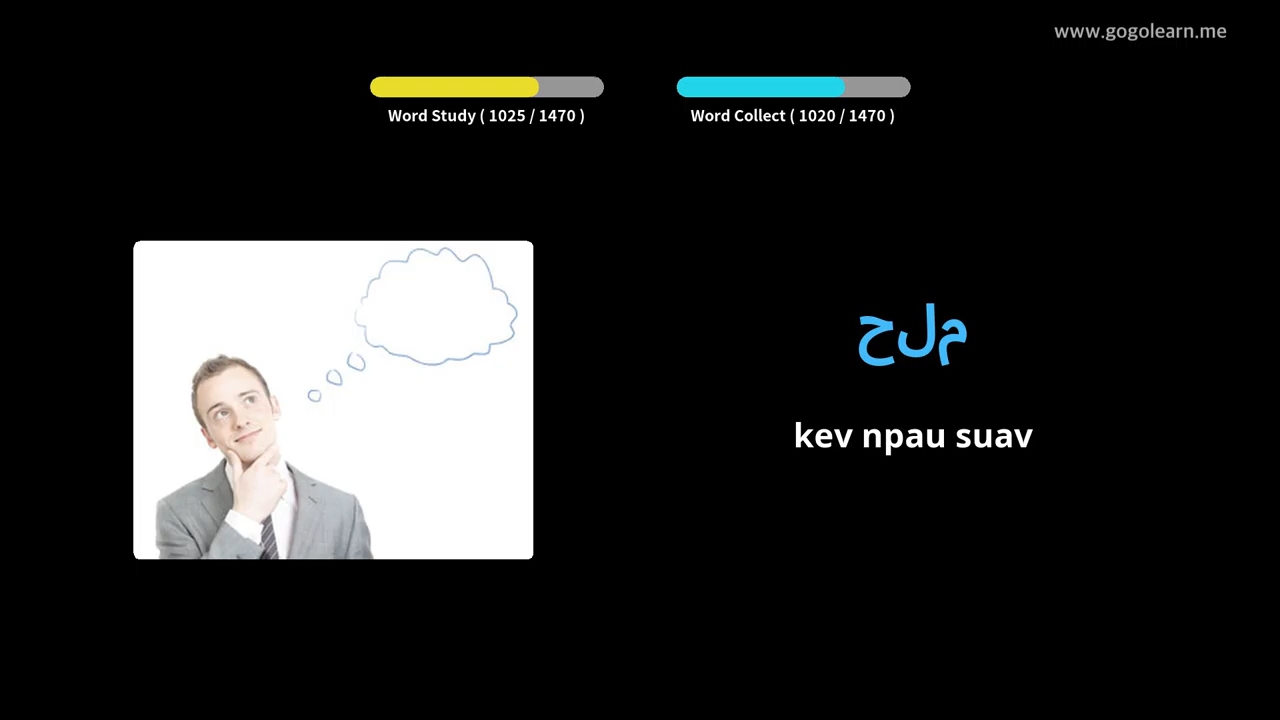 www.gogolearn.me
Word Study ( 1025 / 1470 )
Word Collect ( 1020 / 1470 )
حلم
kev npau suav